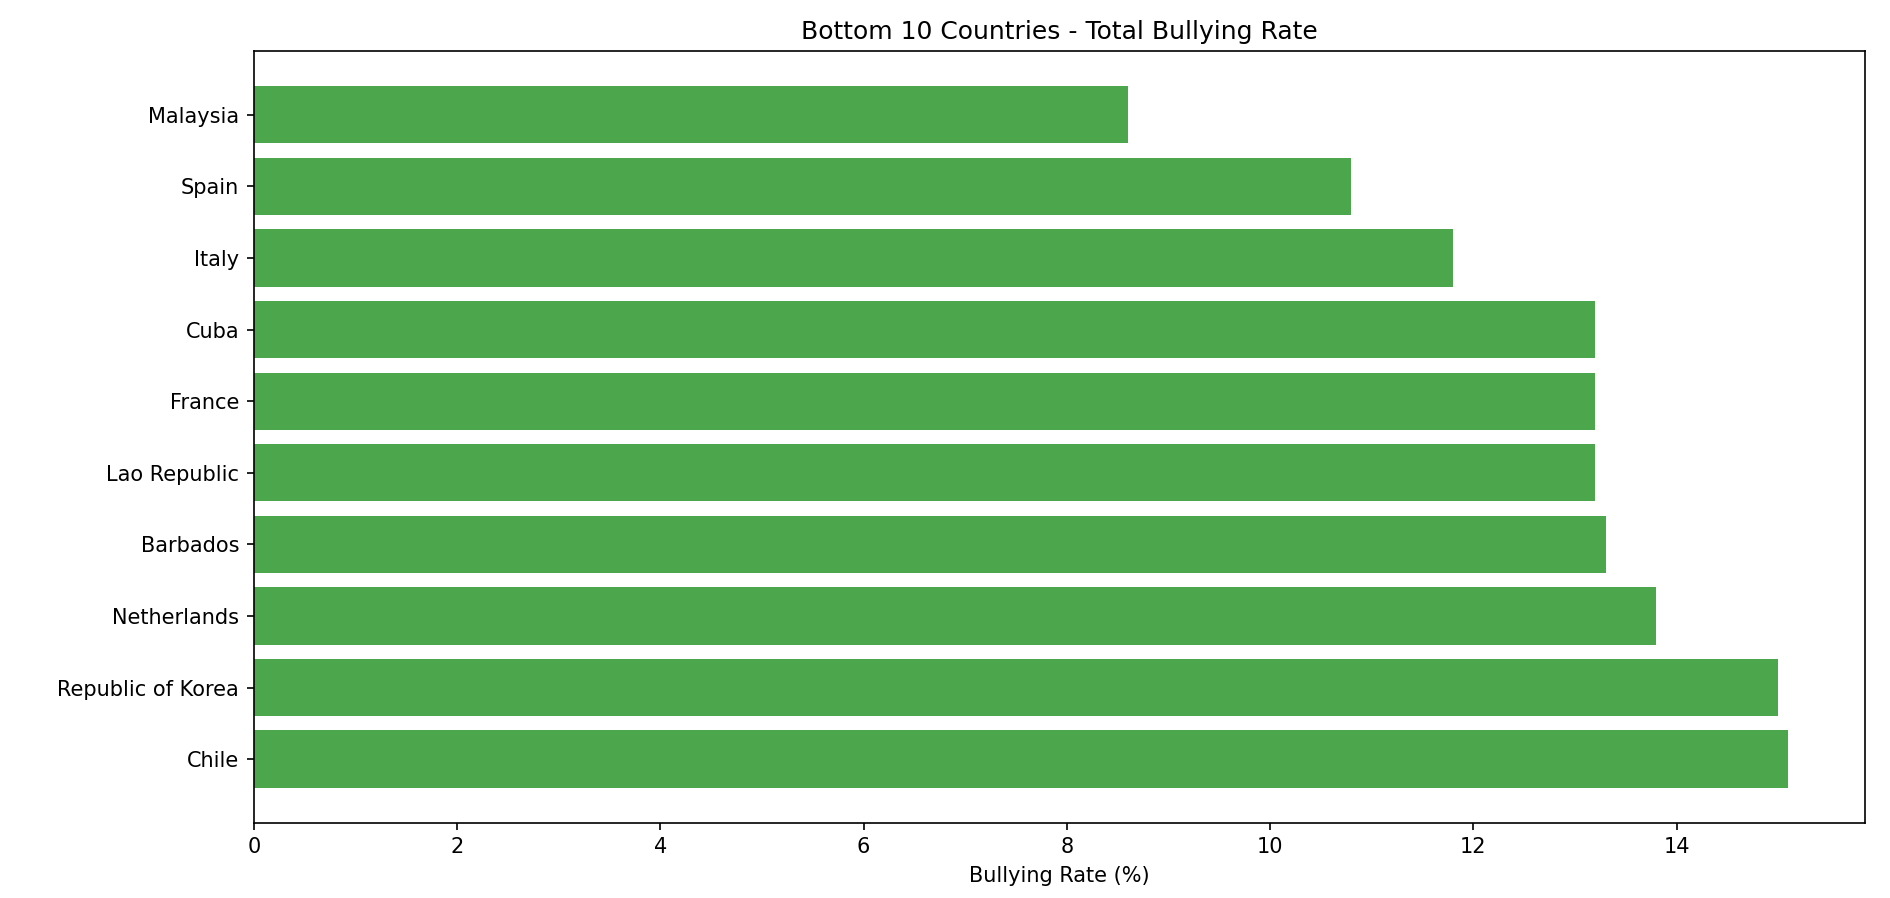 Bottom 10 Countries - Total Bullying Rate
Malaysia
Spain
Italy
Cuba
France
Lao Republic
Barbados
Netherlands
Republic of Korea
Chile
0 2 4 6 8 10 12 14
Bullying Rate (%)